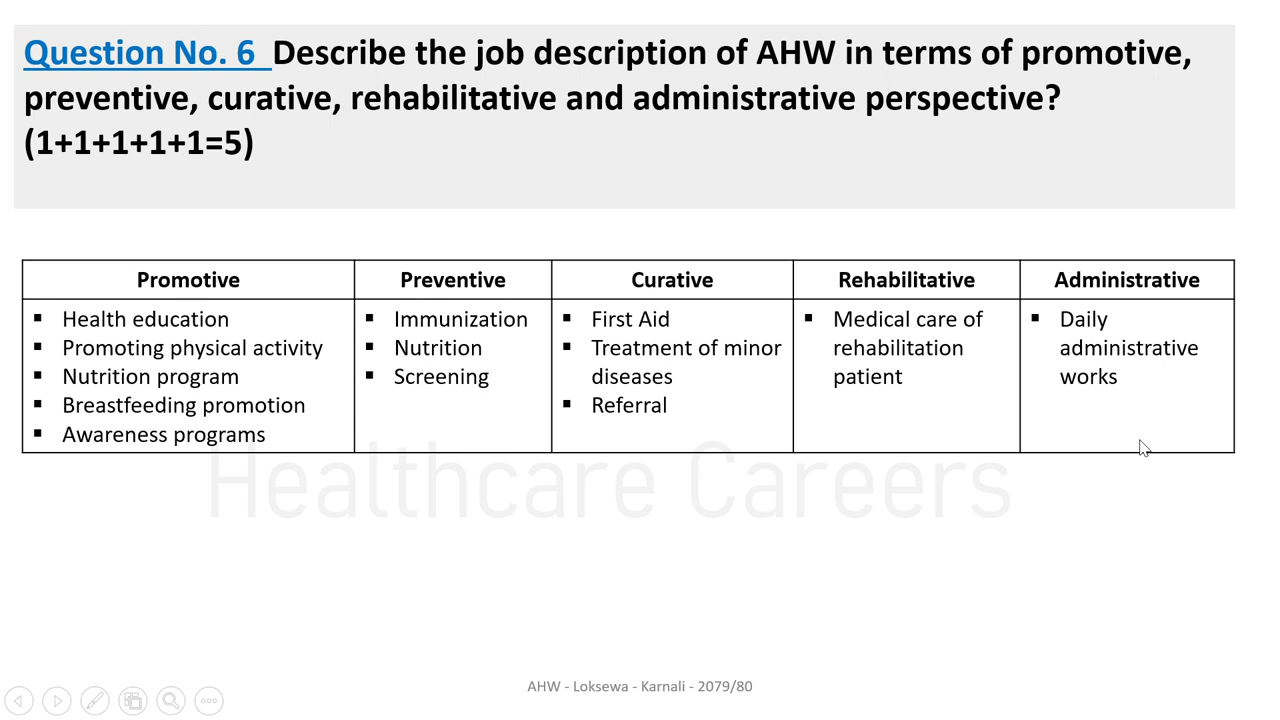 Question No. 6 Describe the job description of AHW in terms of promotive,
preventive, curative, rehabilitative and administrative perspective?
(1+1+1+1+1=5)
Promotive
▪ Health education
▪ Promoting physical activity
▪ Nutrition program
▪ Breastfeeding promotion
▪ Awareness programs
Preventive
▪ Immunization
▪ Nutrition
▪ Screening
Curative
▪ First Aid
▪ Treatment of minor
diseases
▪ Referral
Rehabilitative
▪ Medical care of
rehabilitation
patient
Administrative
▪ Daily
administrative
works
Healthcare Careers
AHW - Loksewa - Karnali - 2079/80